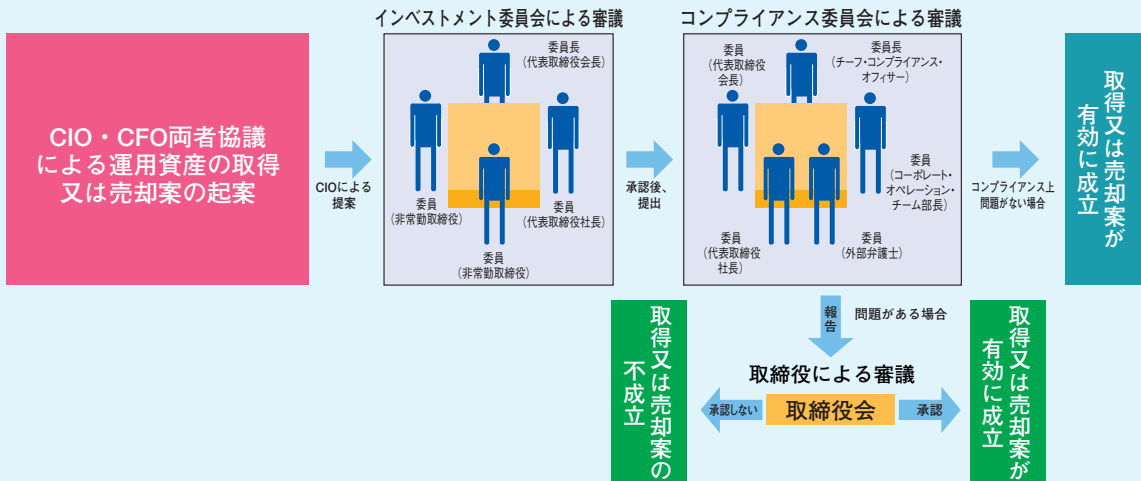 インベストメント委員会による審議
コンプライアンス委員会による審議
CIO・CFO両者協議
による運用資産の取得
又は売却案の起案
CIOによる
提案
委員長
(代表取締役会長)
委員
(非常勤取締役)
委員
(代表取締役社長)
委員
(非常勤取締役)
承認後、
提出
委員
(代表取締役
会長)
委員長
(チーフ・コンプライアンス・
オフィサー)
委員
(コーポレート・
オペレーション・
チーム部長)
委員
(代表取締役
社長)
委員
(外部弁護士)
コンプライアンス上
問題がない場合
取得又は売却案が
有効に成立
報告
問題がある場合
取締役による審議
取締役会
承認しない
承認
取得又は売却案の
不成立
取得又は売却案が
有効に成立